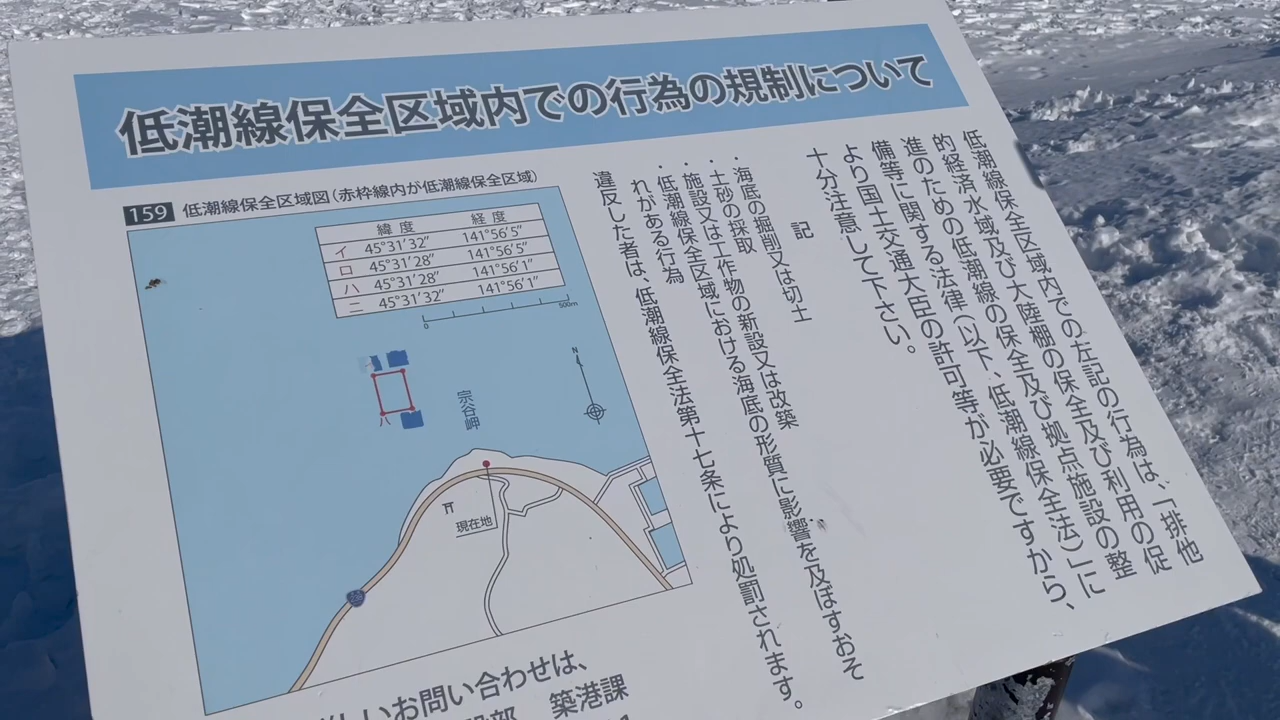 低潮線保全区域内での行為の規制について
159 低潮線保全区域図(赤枠線内が低潮線保全区域)
緯度 経度
イ 45°31′32″ 141°56′5″
ロ 45°31′28″ 141°56′5″
ハ 45°31′28″ 141°56′1″
ニ 45°31′32″ 141°56′1″
0 500m
N
ハ
宗谷岬
現在地
低潮線保全区域内での左記の行為は、「排他
的経済水域及び大陸棚の保全及び利用の促
進のための低潮線の保全及び拠点施設の整
備等に関する法律(以下、低潮線保全法)」に
より国土交通大臣の許可等が必要ですから、
十分注意して下さい。
記
・海底の掘削又は切土
・土砂の採取
・施設又は工作物の新設又は改築
・低潮線保全区域における海底の形質に影響を及ぼすおそ
れがある行為
違反した者は、低潮線保全法第十七条により処罰されます。
しいお問い合わせは、
部 築港課